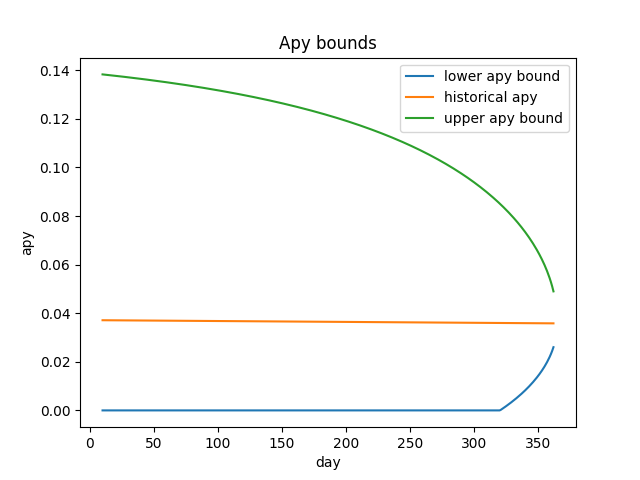 Apy bounds
lower apy bound
historical apy
upper apy bound
0.14
0.12
0.10
0.08
0.06
0.04
0.02
0.00
apy
0 50 100 150 200 250 300 350
day